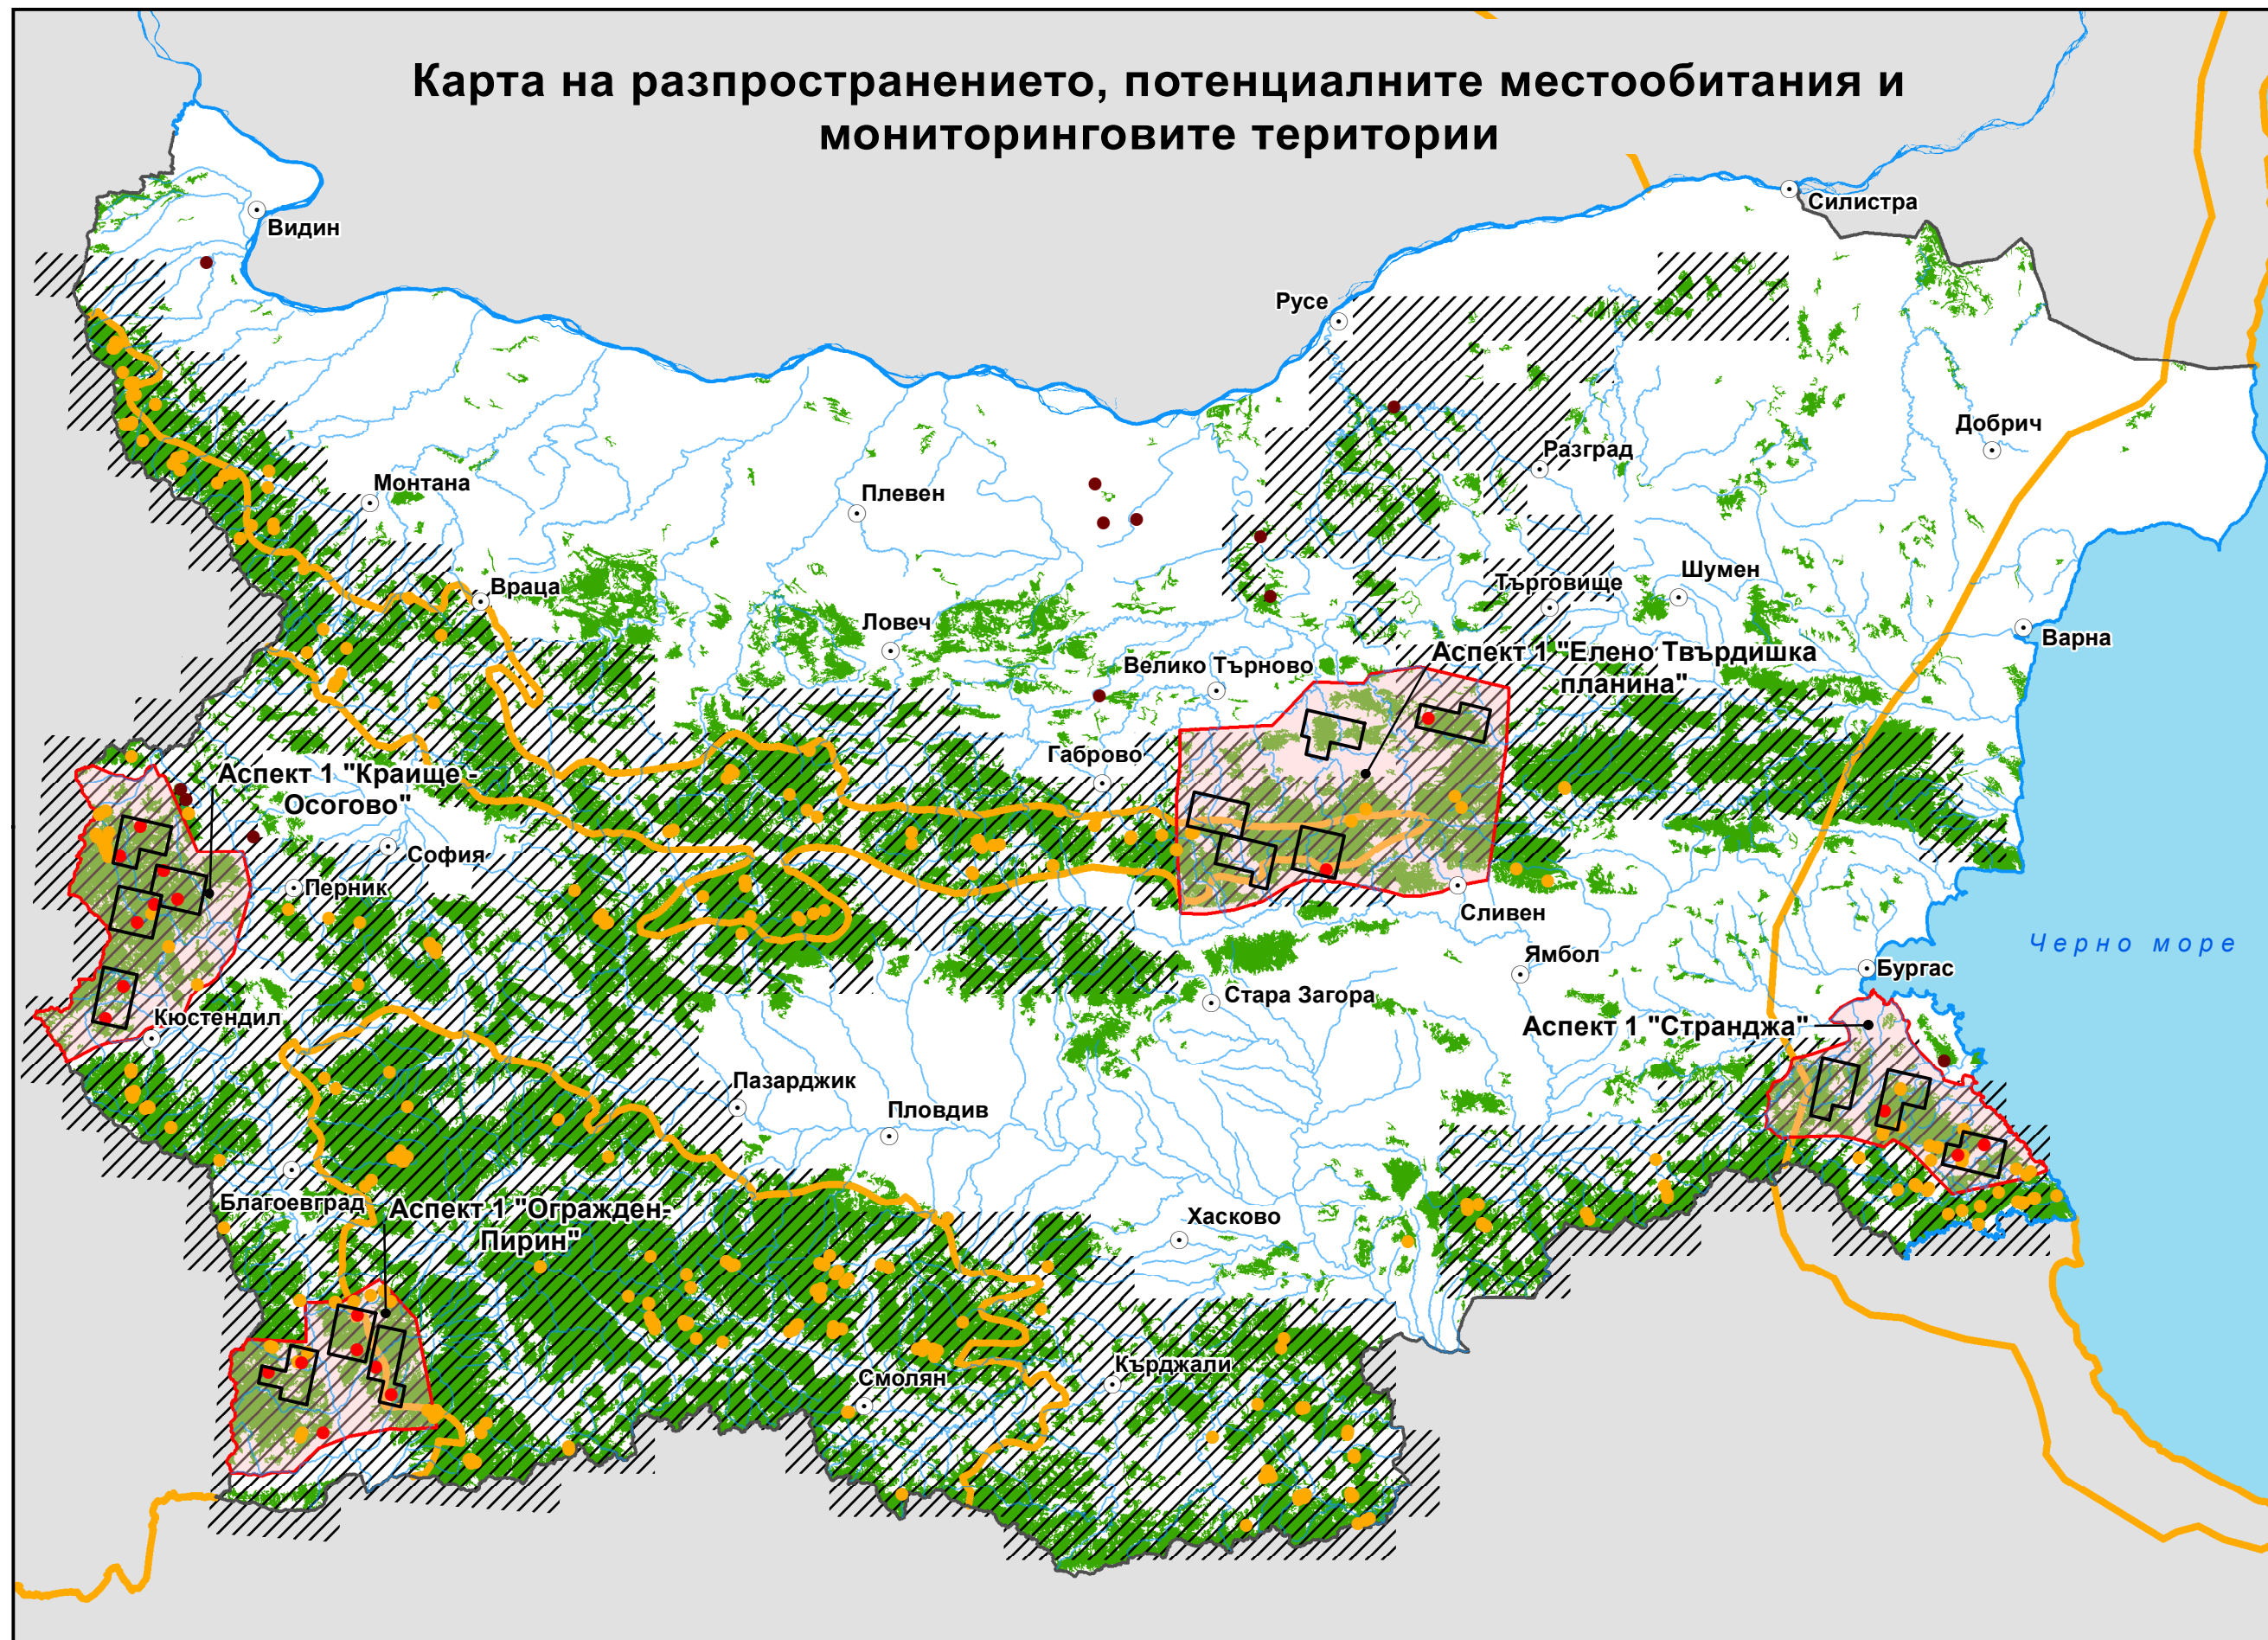 Карта на разпространението, потенциалните местообитания и
мониторинговите територии
Силистра
Видин
Русе
Добрич
Разград
Монтана
Плевен
Шумен
Търговище
Враца
Ловеч
Варна
Велико Търново
Аспект 1 "Елено Твърдишка
планина"
Габрово
Аспект 1 "Краище -
Осогово"
София
Перник
Сливен
Черно море
Ямбол
Бургас
Стара Загора
Кюстендил
Аспект 1 "Странджа"
Пазарджик
Пловдив
Благоевград
Аспект 1 "Огражден-
Пирин"
Хасково
Кърджали
Смолян